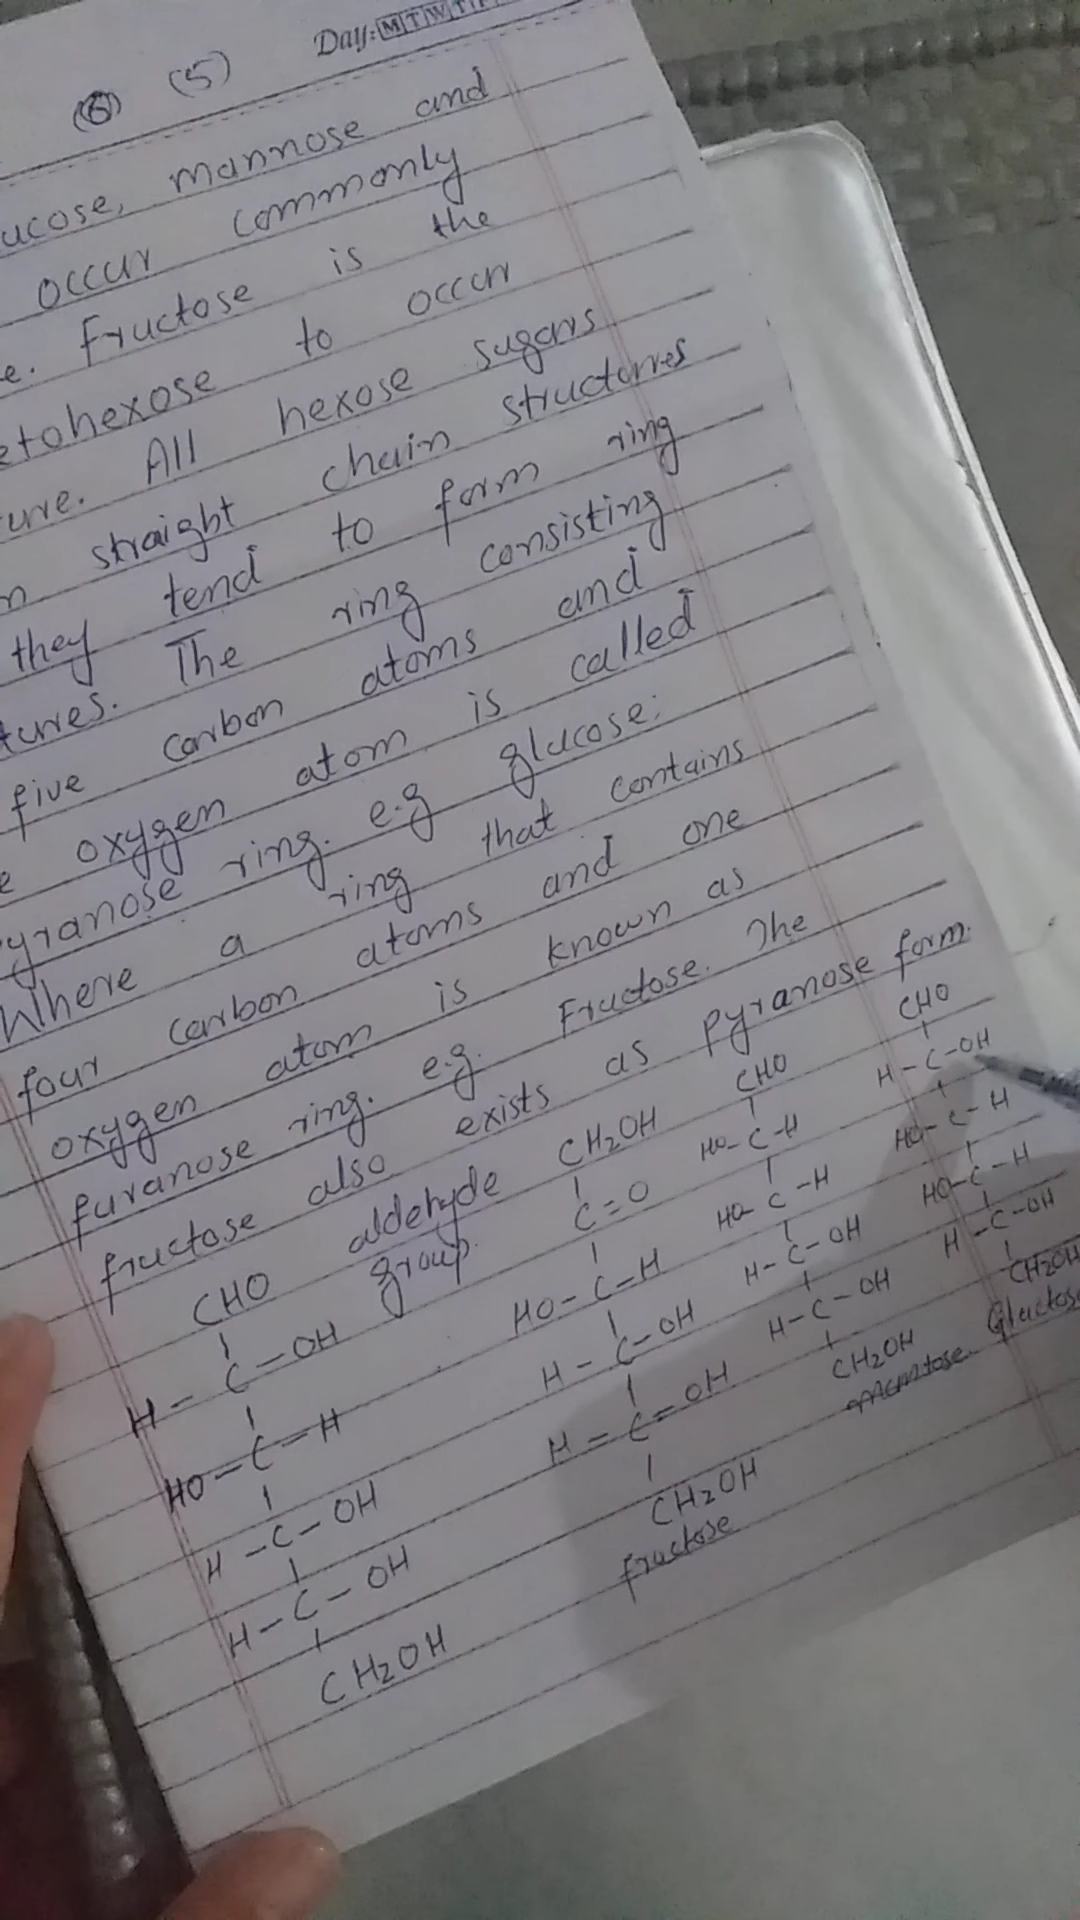 Day: M T W T F
(6) (5)
ucose, mannose and
occur commonly
e. Fructose is the
etohexose to occur
ure. All hexose sugars
n straight chain structures
they tend to form ring
tures. The ring consisting
five carbon atoms and
e oxygen atom is called
yranose ring. e.g glucose.
Where a ring that contains
four carbon atoms and one
oxygen atom is known as
furanose ring. e.g. Fructose. The
fructose also exists as pyranose form.
aldehyde
group.
CHO
H - C - OH
HO - C - H
H - C - OH
H - C - OH
CH2OH
CH2OH
C = O
HO - C - H
H - C - OH
H - C - OH
CH2OH
fructose
CHO
HO - C - H
HO - C - H
H - C - OH
H - C - OH
CH2OH
CHO
H - C - OH
HO - C - H
HO - C - H
H - C - OH
CH2OH